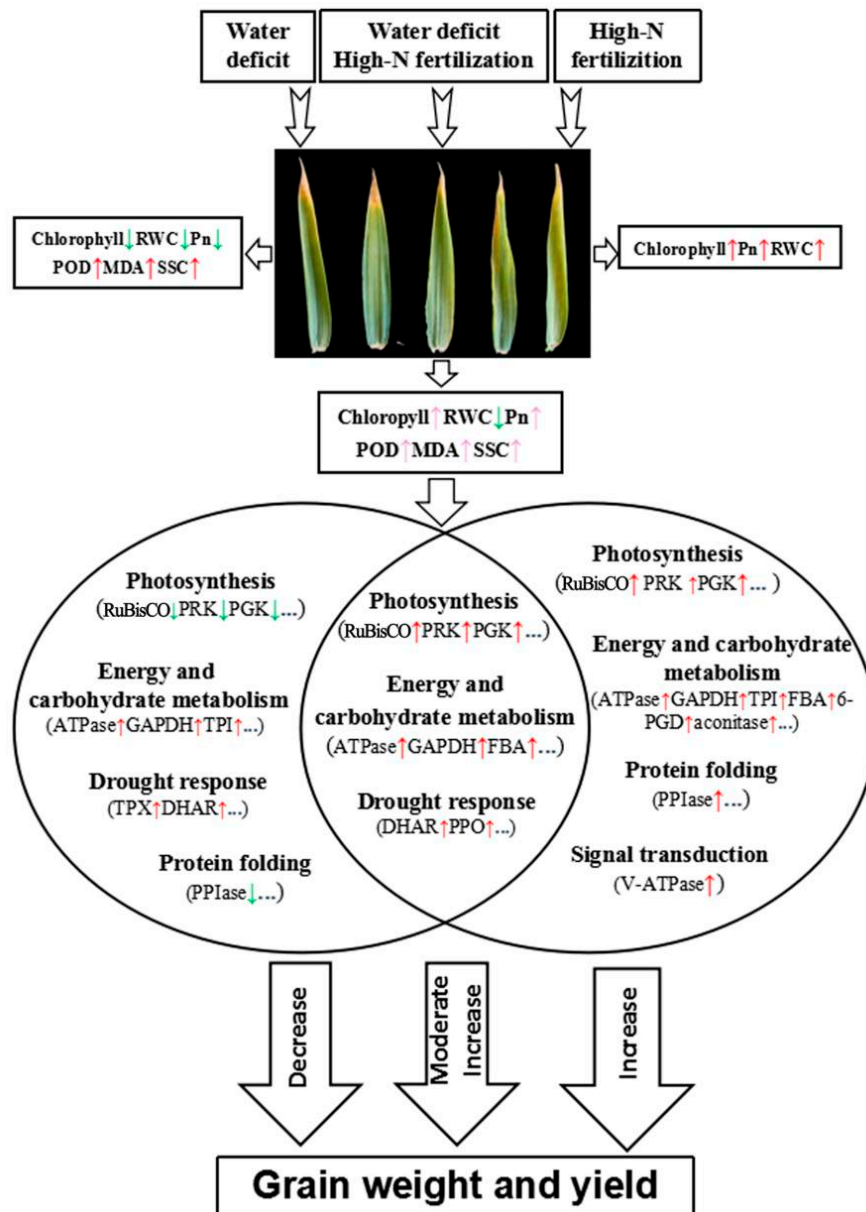 Water
deficit
Water deficit
High-N fertilization
High-N
fertilizition
Chlorophyll↓RWC↓Pn↓
POD↑MDA↑SSC↑
Chlorophyll↑Pn↑RWC↑
Chloropyll↑RWC↓Pn↑
POD↑MDA↑SSC↑
Photosynthesis
(RuBisCO↓PRK↓PGK↓...)
Energy and
carbohydrate metabolism
(ATPase↑GAPDH↑TPI↑...)
Drought response
(TPX↑DHAR↑...)
Protein folding
(PPIase↓...)
Photosynthesis
(RuBisCO↑PRK↑PGK↑...)
Energy and
carbohydrate metabolism
(ATPase↑GAPDH↑FBA↑...)
Drought response
(DHAR↑PPO↑...)
Photosynthesis
(RuBisCO↑ PRK ↑PGK↑...)
Energy and carbohydrate
metabolism
(ATPase↑GAPDH↑TPI↑FBA↑6-
PGD↑aconitase↑...)
Protein folding
(PPIase↑...)
Signal transduction
(V-ATPase↑)
Decrease
Moderate
Increase
Increase
Grain weight and yield